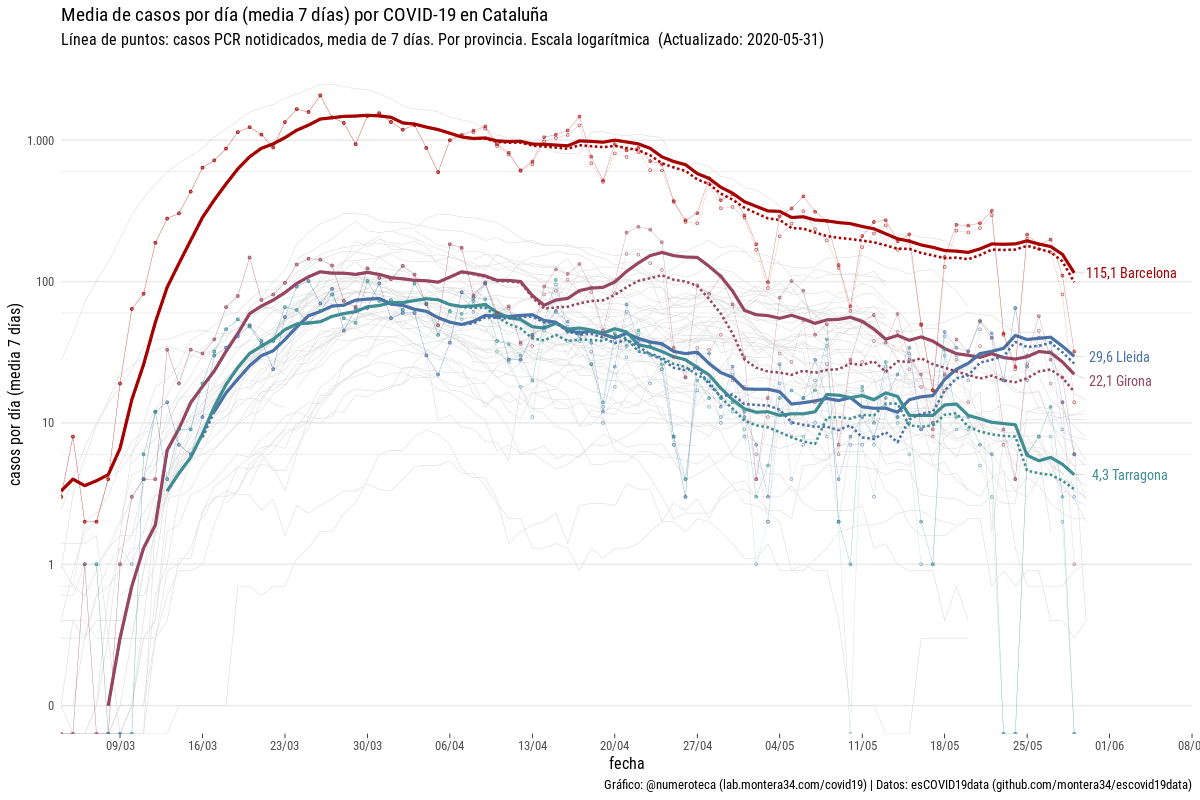 Media de casos por día (media 7 días) por COVID-19 en Cataluña
Línea de puntos: casos PCR notidicados, media de 7 días. Por provincia. Escala logarítmica (Actualizado: 2020-05-31)
casos por día (media 7 días)
1.000
100
10
1
0
115,1 Barcelona
29,6 Lleida
22,1 Girona
4,3 Tarragona
09/03 16/03 23/03 30/03 06/04 13/04 20/04 27/04 04/05 11/05 18/05 25/05 01/06 08/0
fecha
Gráfico: @numeroteca (lab.montera34.com/covid19) | Datos: esCOVID19data (github.com/montera34/escovid19data)